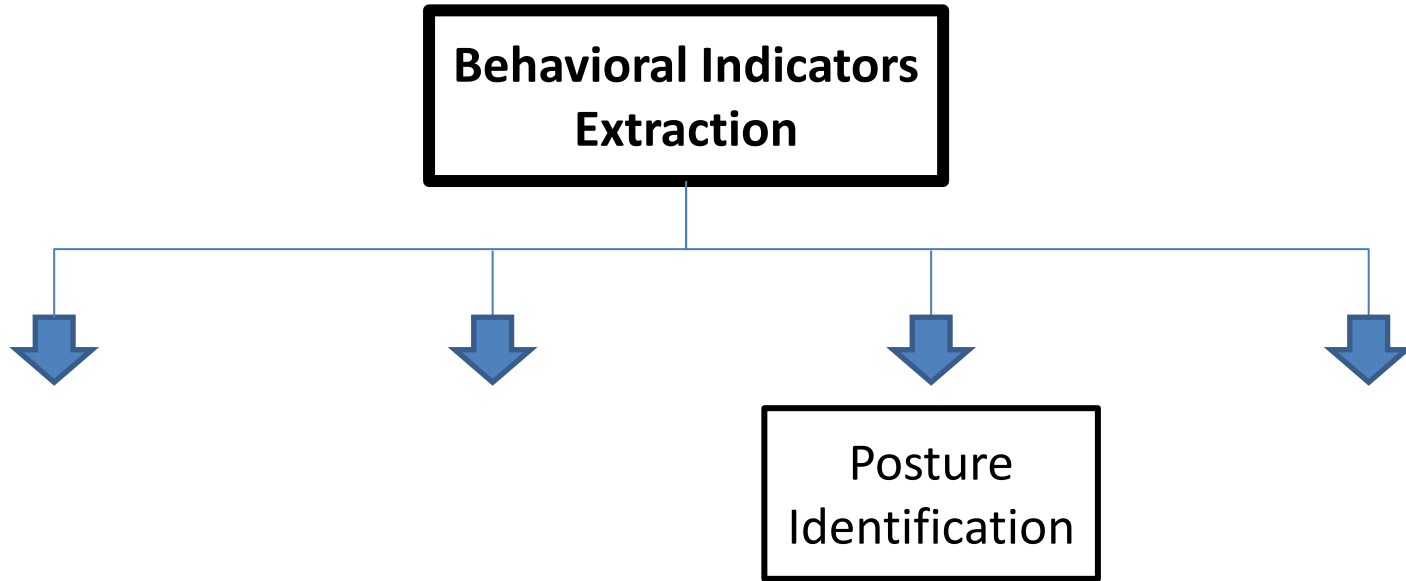 Behavioral Indicators
Extraction
Posture
Identification